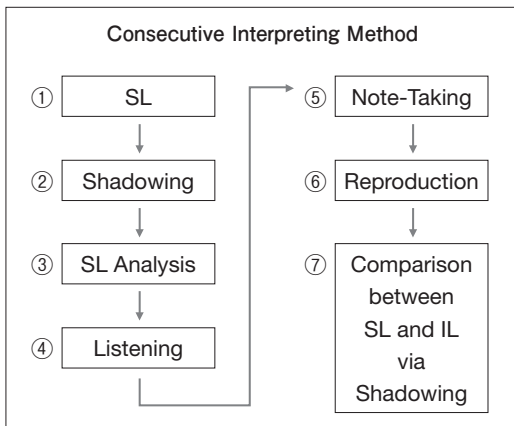 Consecutive Interpreting Method
① SL
② Shadowing
③ SL Analysis
④ Listening
⑤ Note-Taking
⑥ Reproduction
⑦ Comparison
between
SL and IL
via
Shadowing